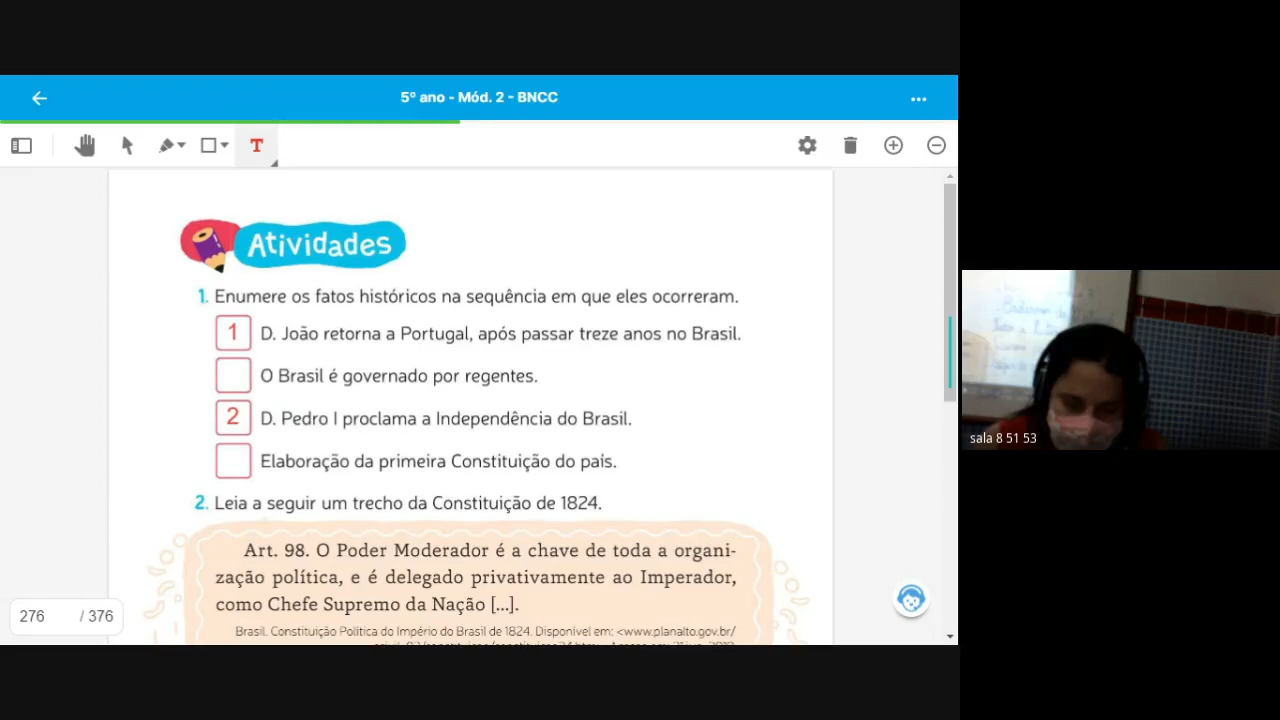 5º ano - Mód. 2 - BNCC
T
Atividades
1. Enumere os fatos históricos na sequência em que eles ocorreram.
1 D. João retorna a Portugal, após passar treze anos no Brasil.
O Brasil é governado por regentes.
2 D. Pedro I proclama a Independência do Brasil.
Elaboração da primeira Constituição do país.
2. Leia a seguir um trecho da Constituição de 1824.
Art. 98. O Poder Moderador é a chave de toda a organi-
zação política, e é delegado privativamente ao Imperador,
como Chefe Supremo da Nação [...].
Brasil. Constituição Política do Império do Brasil de 1824. Disponível em: <www.planalto.gov.br/
276 / 376
sala 8 51 53